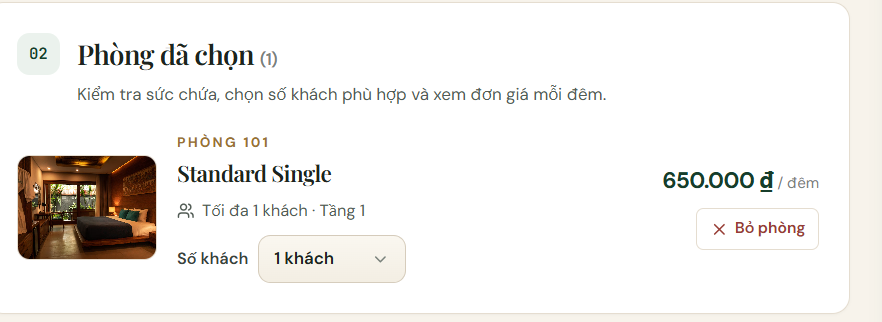 02
Phòng đã chọn (1)
Kiểm tra sức chứa, chọn số khách phù hợp và xem đơn giá mỗi đêm.
PHÒNG 101
Standard Single
650.000 ₫ / đêm
Tối đa 1 khách · Tầng 1
Bỏ phòng
Số khách
1 khách